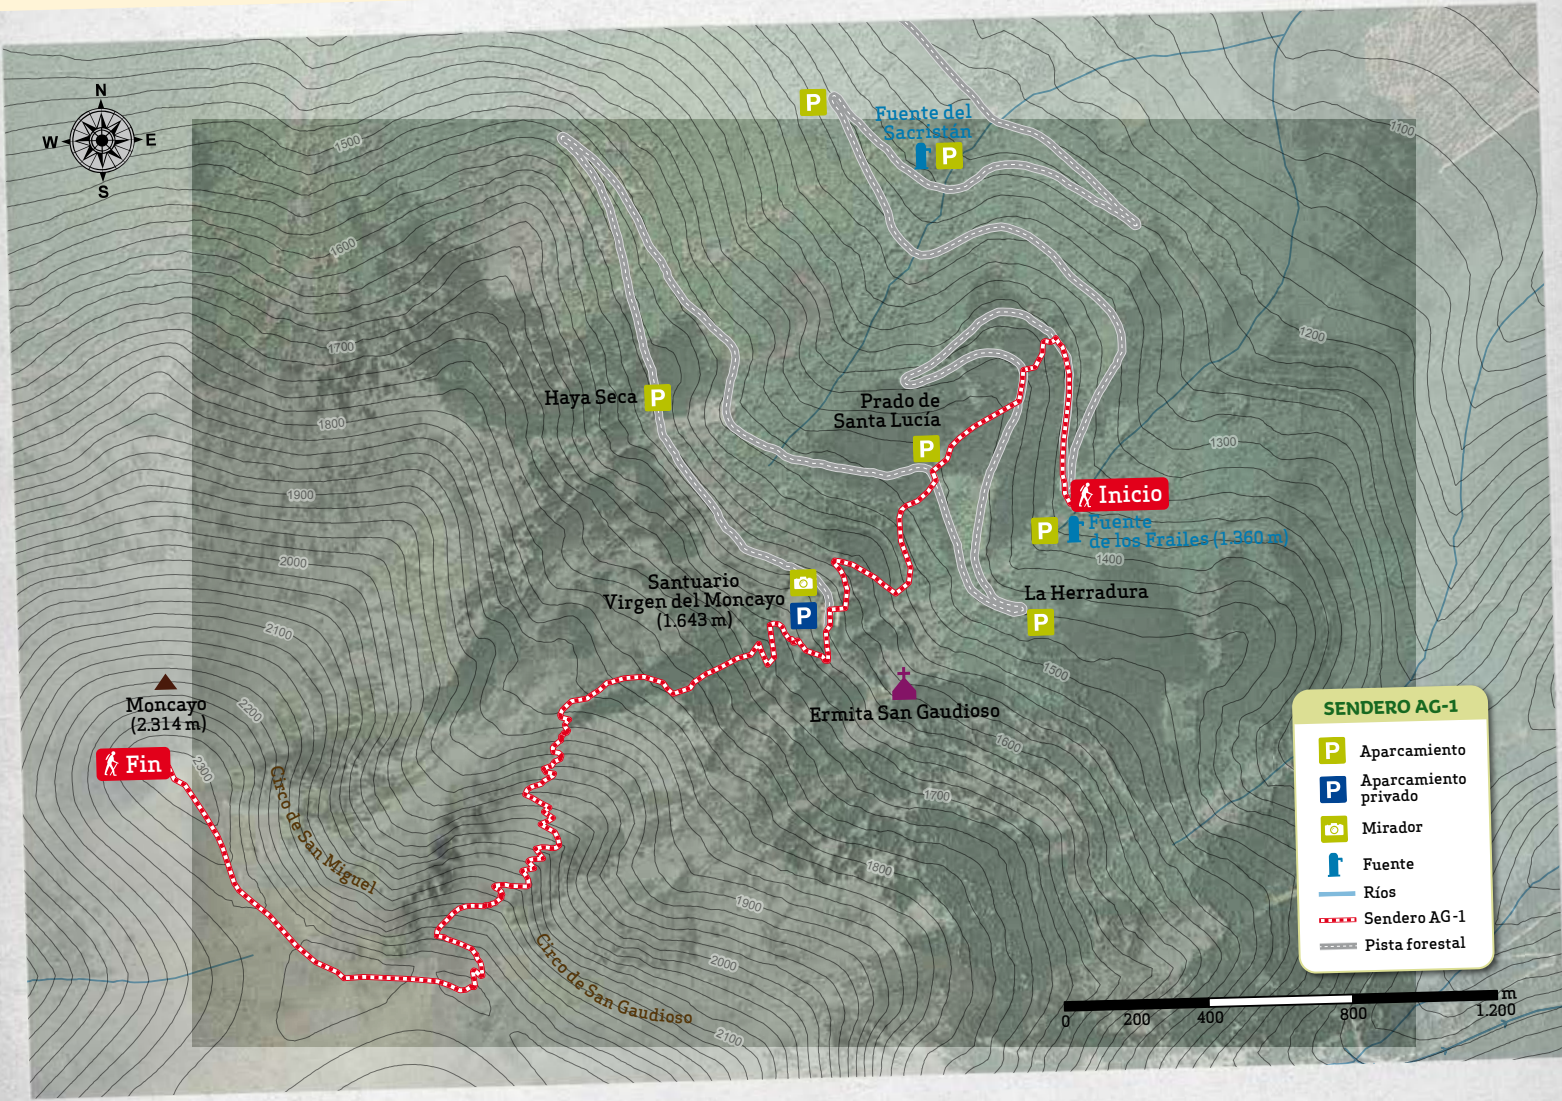 N
W
E
S
1500
1600
1700
1800
1900
2000
2100
2200
2300
1100
1200
1300
1400
1500
1600
1700
1800
1900
2000
2100
P
Fuente del
Sacristán
P
Haya Seca
P
Prado de
Santa Lucía
P
Inicio
P
Fuente
de los Frailes (1.360 m)
La Herradura
P
Santuario
Virgen del Moncayo
(1.643 m)
P
Ermita San Gaudioso
Moncayo
(2.314 m)
Fin
Circo de San Miguel
Circo de San Gaudioso
SENDERO AG-1
P
Aparcamiento
P
Aparcamiento
privado
Mirador
Fuente
Ríos
Sendero AG-1
Pista forestal
0
200
400
800
1.200
m